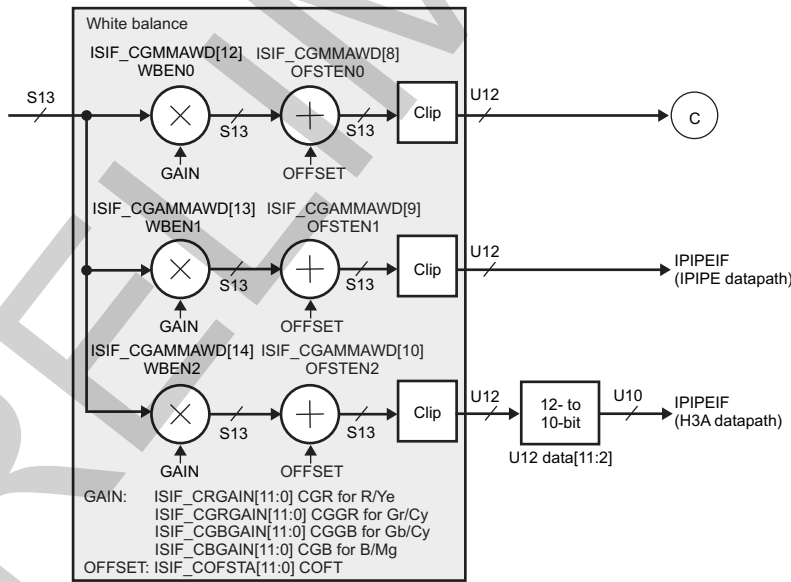 White balance
ISIF_CGMMAWD[12] ISIF_CGMMAWD[8]
WBEN0 OFSTEN0
S13 U12
Clip C
S13 S13
GAIN OFFSET
ISIF_CGAMMAWD[13] ISIF_CGAMMAWD[9]
WBEN1 OFSTEN1
U12
Clip IPIPEIF
(IPIPE datapath)
S13 S13
GAIN OFFSET
ISIF_CGAMMAWD[14] ISIF_CGAMMAWD[10]
WBEN2 OFSTEN2
U12 U10
Clip 12- to
10-bit IPIPEIF
(H3A datapath)
S13 S13
U12 data[11:2]
GAIN OFFSET
GAIN: ISIF_CRGAIN[11:0] CGR for R/Ye
ISIF_CGRGAIN[11:0] CGGR for Gr/Cy
ISIF_CGBGAIN[11:0] CGGB for Gb/Cy
ISIF_CBGAIN[11:0] CGB for B/Mg
OFFSET: ISIF_COFSTA[11:0] COFT